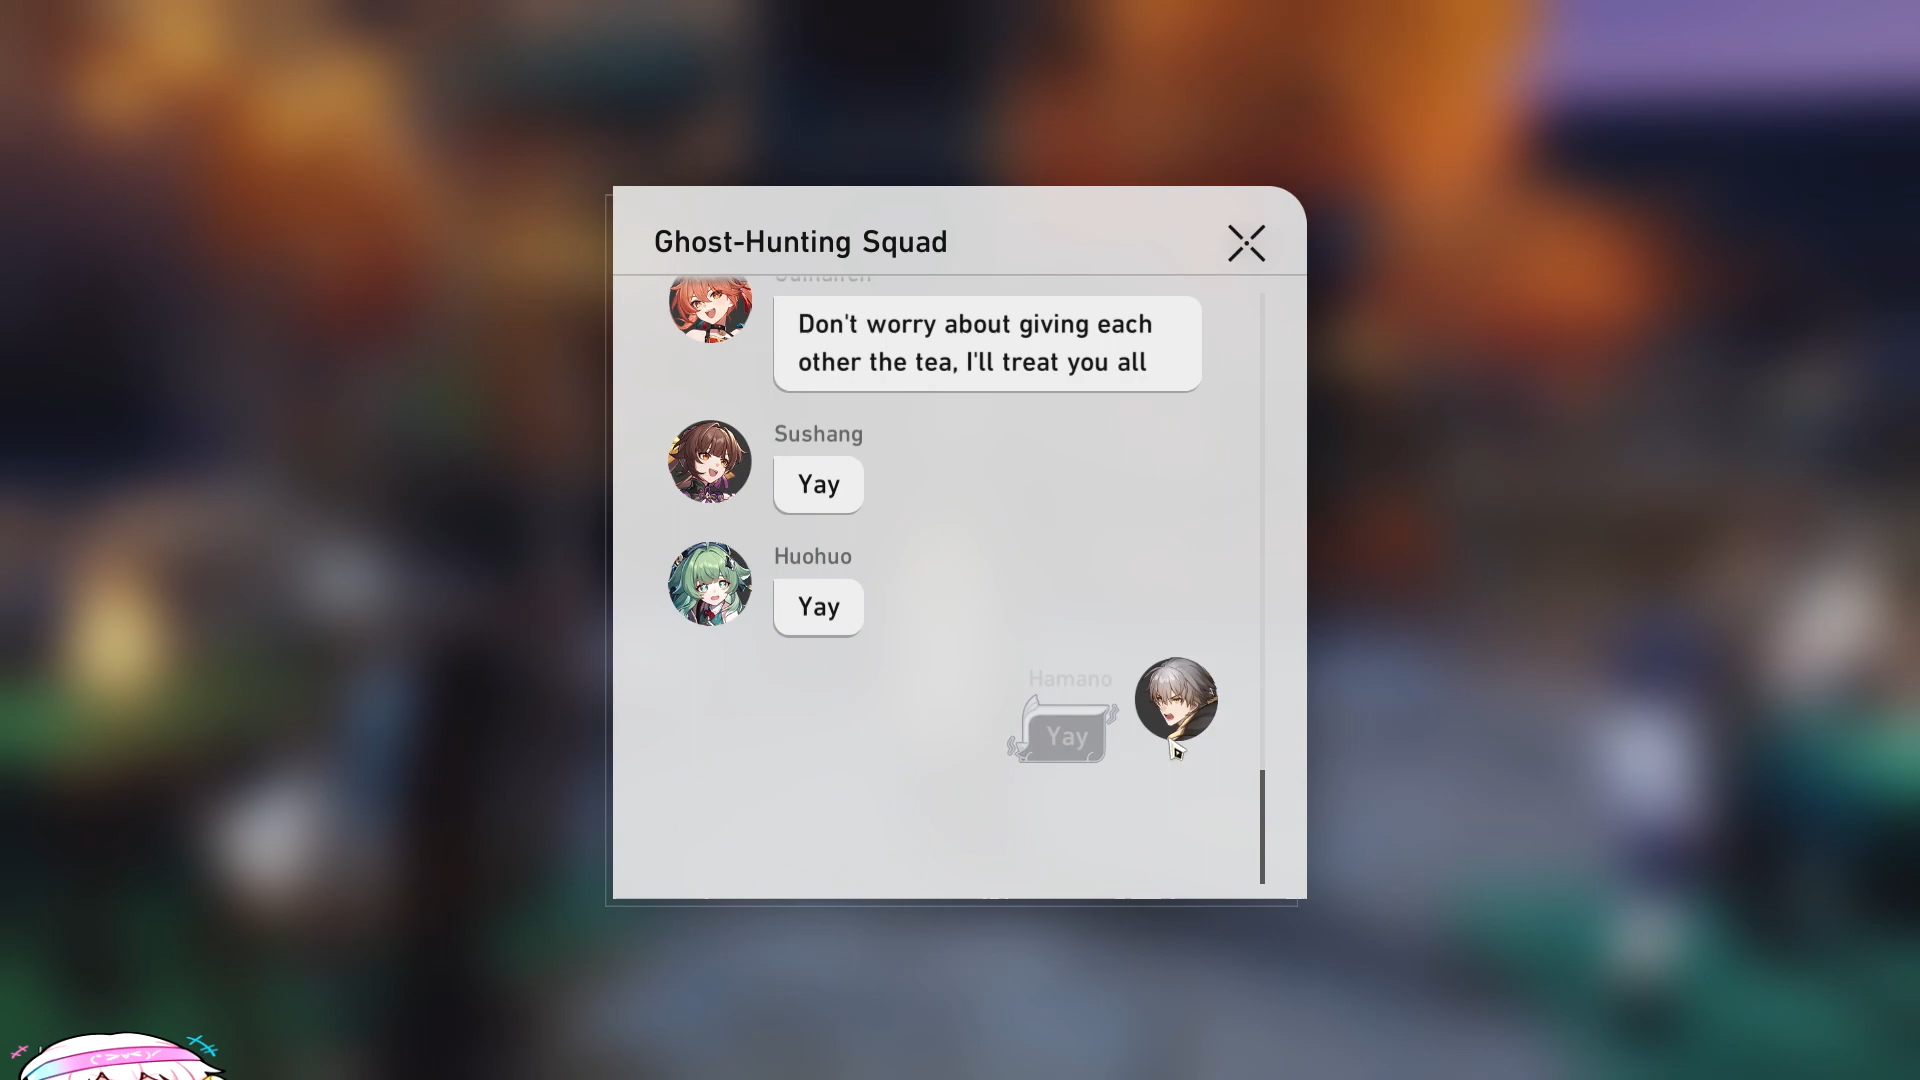 Ghost-Hunting Squad
Don't worry about giving each
other the tea, I'll treat you all
Sushang
Yay
Huohuo
Yay
Hamano
Yay